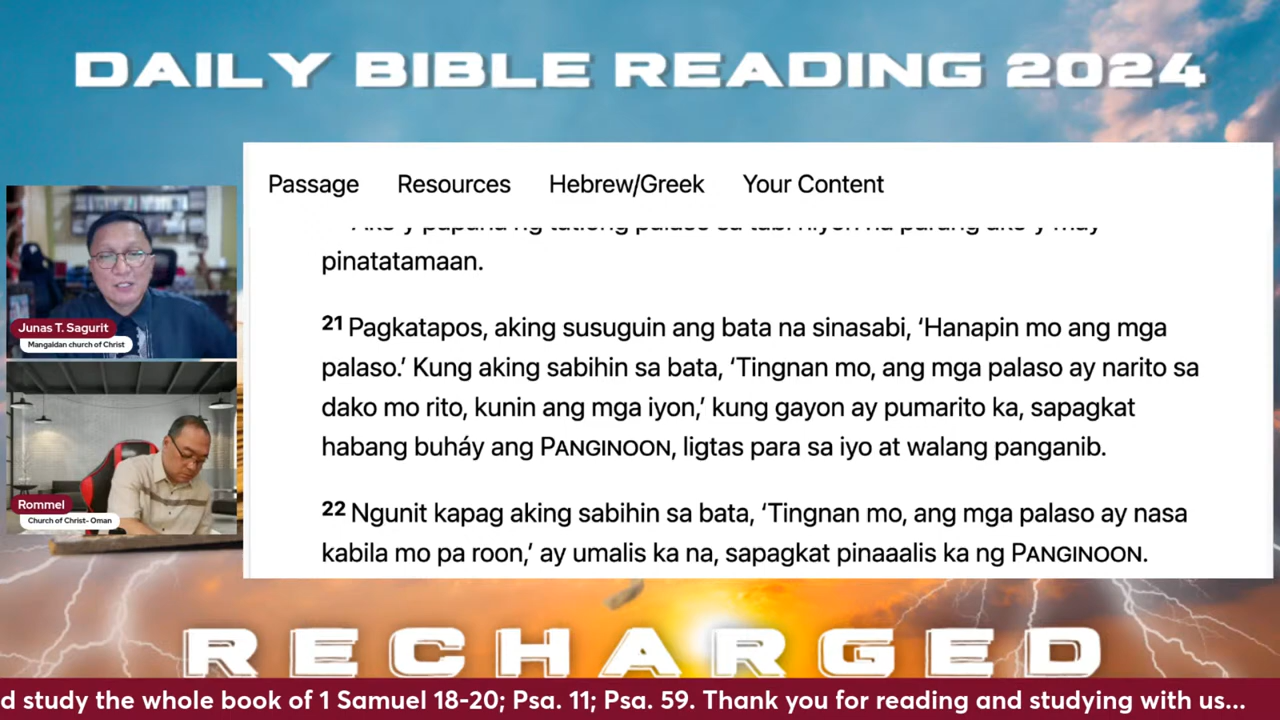 DAILY BIBLE READING 2024
Passage Resources Hebrew/Greek Your Content
pinatatamaan.
21 Pagkatapos, aking susuguin ang bata na sinasabi, ‘Hanapin mo ang mga
palaso.’ Kung aking sabihin sa bata, ‘Tingnan mo, ang mga palaso ay narito sa
dako mo rito, kunin ang mga iyon,’ kung gayon ay pumarito ka, sapagkat
habang buháy ang PANGINOON, ligtas para sa iyo at walang panganib.
22 Ngunit kapag aking sabihin sa bata, ‘Tingnan mo, ang mga palaso ay nasa
kabila mo pa roon,’ ay umalis ka na, sapagkat pinaaalis ka ng PANGINOON.
Junas T. Sagurit
Mangaldan church of Christ
Rommel
Church of Christ- Oman
RECHARGED
d study the whole book of 1 Samuel 18-20; Psa. 11; Psa. 59. Thank you for reading and studying with us...